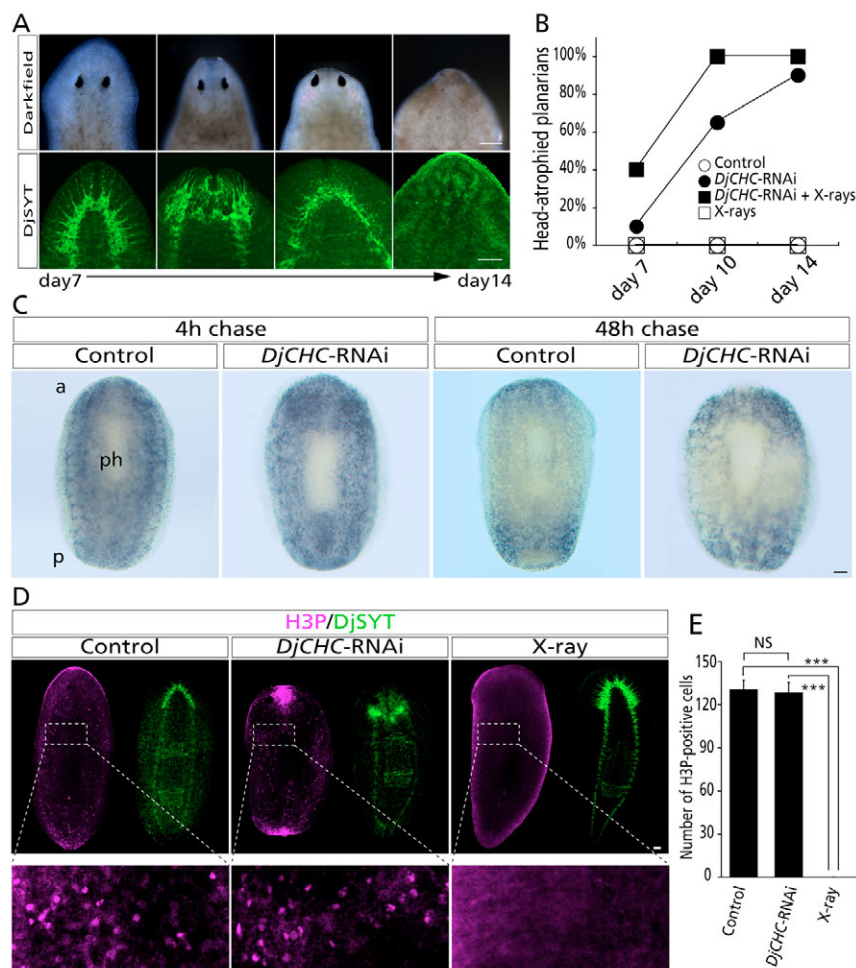 A
Darkfield
DjSYT
day7
day14
B
Head-atrophied planarians
100%
80%
60%
40%
20%
0%
Control
DjCHC-RNAi
DjCHC-RNAi + X-rays
X-rays
day 7
day 10
day 14
C
4h chase
48h chase
Control
DjCHC-RNAi
Control
DjCHC-RNAi
a
ph
p
D
H3P/DjSYT
Control
DjCHC-RNAi
X-ray
E
Number of H3P-positive cells
150
120
90
60
30
0
NS
***
***
Control
DjCHC-RNAi
X-ray